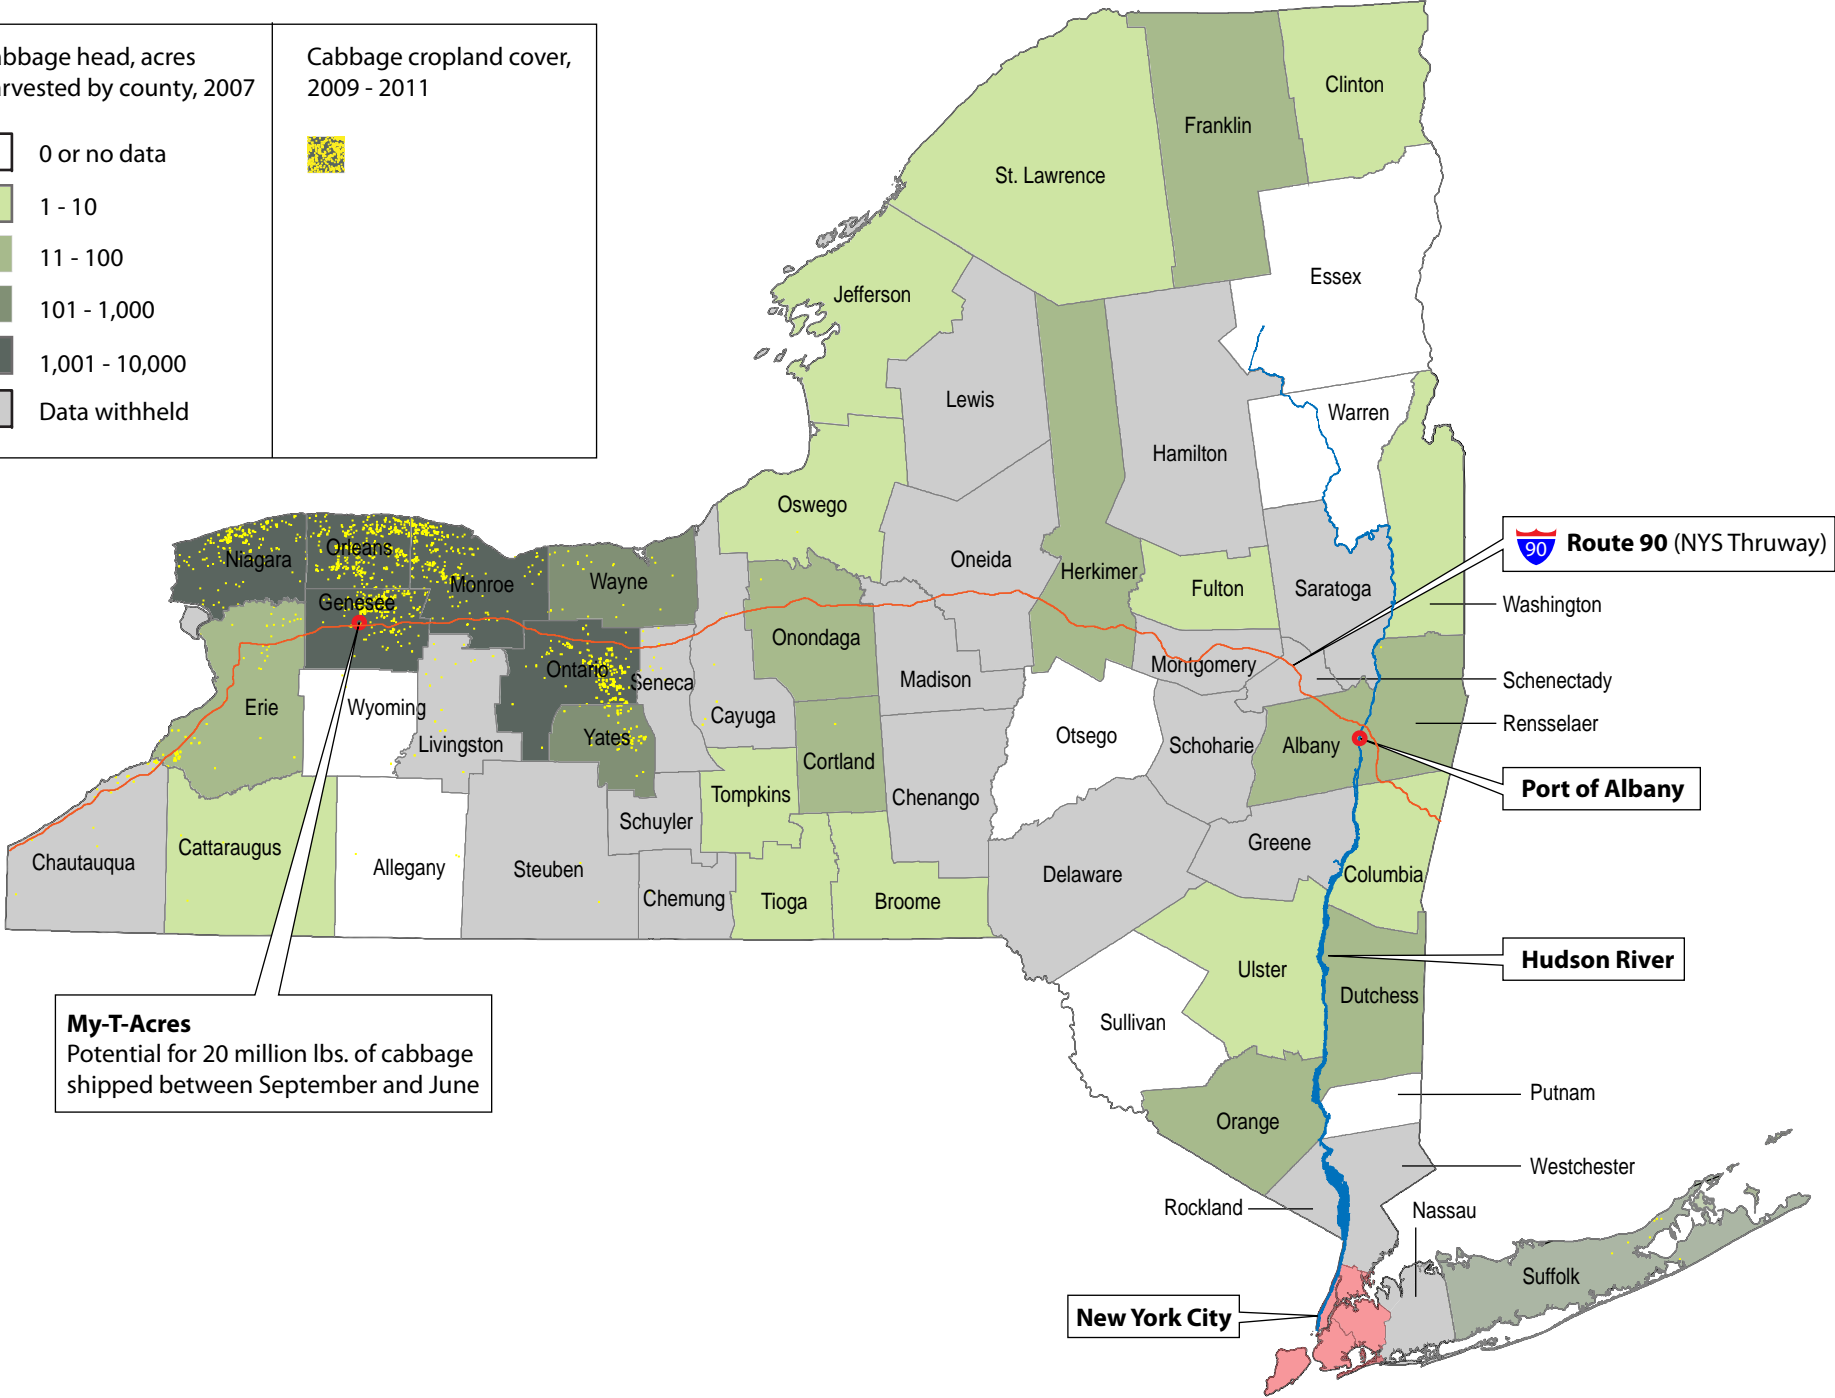 abbage head, acres
arvested by county, 2007
0 or no data
1 - 10
11 - 100
101 - 1,000
1,001 - 10,000
Data withheld
Cabbage cropland cover,
2009 - 2011
Clinton
Franklin
St. Lawrence
Essex
Jefferson
Lewis
Warren
Hamilton
Oswego
90 Route 90 (NYS Thruway)
Niagara
Orleans
Monroe
Wayne
Oneida
Herkimer
Fulton
Saratoga
Washington
Genesee
Onondaga
Montgomery
Ontario
Seneca
Madison
Schenectady
Erie
Wyoming
Cayuga
Rensselaer
Livingston
Yates
Otsego
Schoharie
Albany
Cortland
Port of Albany
Tompkins
Chenango
Schuyler
Greene
Chautauqua
Cattaraugus
Allegany
Steuben
Delaware
Columbia
Chemung
Tioga
Broome
Hudson River
Ulster
Dutchess
My-T-Acres
Potential for 20 million lbs. of cabbage
shipped between September and June
Sullivan
Putnam
Orange
Westchester
Rockland
Nassau
Suffolk
New York City